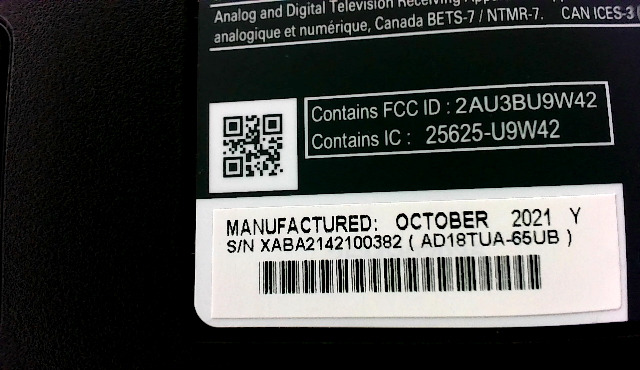 Analog and Digital Television Receiving
analogique et numérique, Canada BETS-7 / NTMR-7. CAN ICES-3 (
Contains FCC ID : 2AU3BU9W42
Contains IC : 25625-U9W42
MANUFACTURED: OCTOBER 2021 Y
S/N XABA2142100382 ( AD18TUA-65UB )